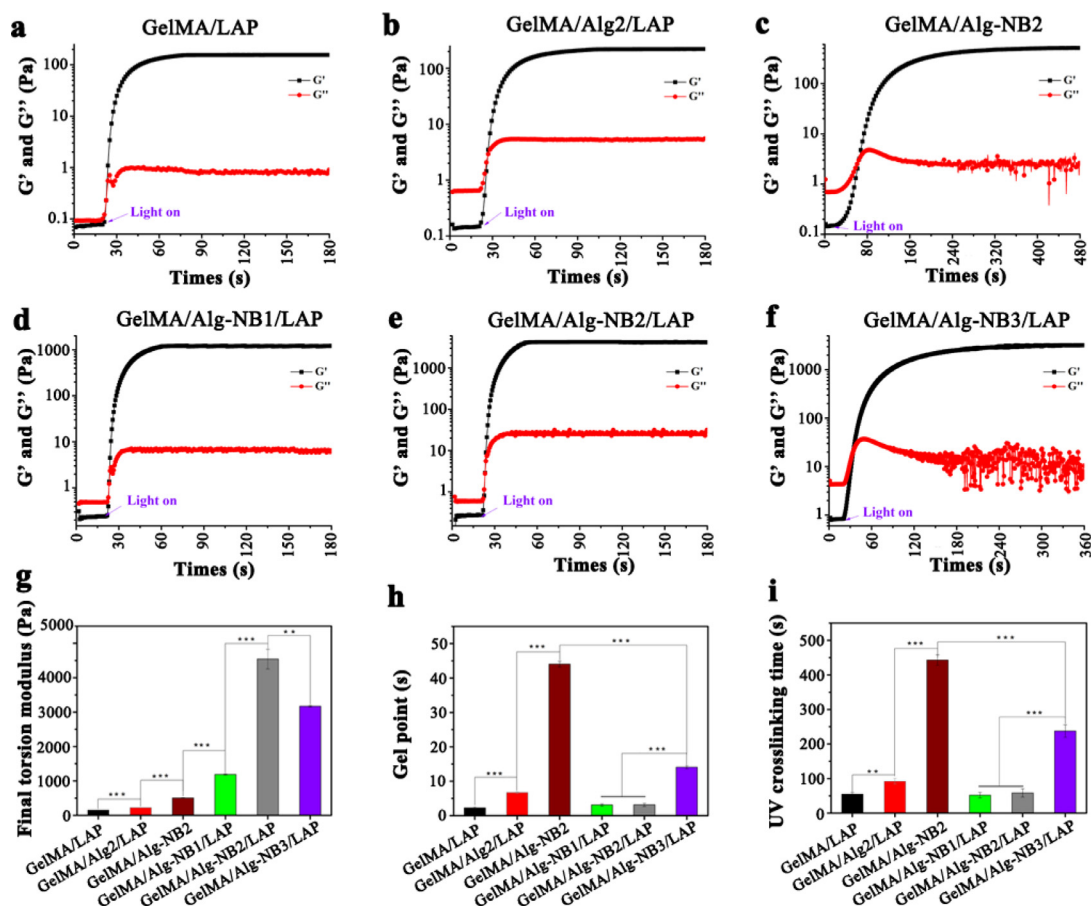 a
GelMA/LAP
G' and G'' (Pa)
100
10
1
0.1
G'
G''
Light on
0 30 60 90 120 150 180
Times (s)
b
GelMA/Alg2/LAP
G' and G'' (Pa)
100
10
1
0.1
G'
G''
Light on
0 30 60 90 120 150 180
Times (s)
c
GelMA/Alg-NB2
G' and G'' (Pa)
100
10
1
0.1
G'
G''
Light on
0 80 160 240 320 400 480
Times (s)
d
GelMA/Alg-NB1/LAP
G' and G'' (Pa)
1000
100
10
1
G'
G''
Light on
0 30 60 90 120 150 180
Times (s)
e
GelMA/Alg-NB2/LAP
G' and G'' (Pa)
1000
100
10
1
G'
G''
Light on
0 30 60 90 120 150 180
Times (s)
f
GelMA/Alg-NB3/LAP
G' and G'' (Pa)
1000
100
10
1
G'
G''
Light on
0 60 120 180 240 300 360
Times (s)
g
Final torsion modulus (Pa)
5000
4000
3000
2000
1000
0
***
***
***
***
**
GelMA/LAP
GelMA/Alg2/LAP
GelMA/Alg-NB2
GelMA/Alg-NB1/LAP
GelMA/Alg-NB2/LAP
GelMA/Alg-NB3/LAP
h
Gel point (s)
50
40
30
20
10
0
***
***
***
***
GelMA/LAP
GelMA/Alg2/LAP
GelMA/Alg-NB2
GelMA/Alg-NB1/LAP
GelMA/Alg-NB2/LAP
GelMA/Alg-NB3/LAP
i
UV crosslinking time (s)
500
400
300
200
100
0
**
***
***
***
GelMA/LAP
GelMA/Alg2/LAP
GelMA/Alg-NB2
GelMA/Alg-NB1/LAP
GelMA/Alg-NB2/LAP
GelMA/Alg-NB3/LAP